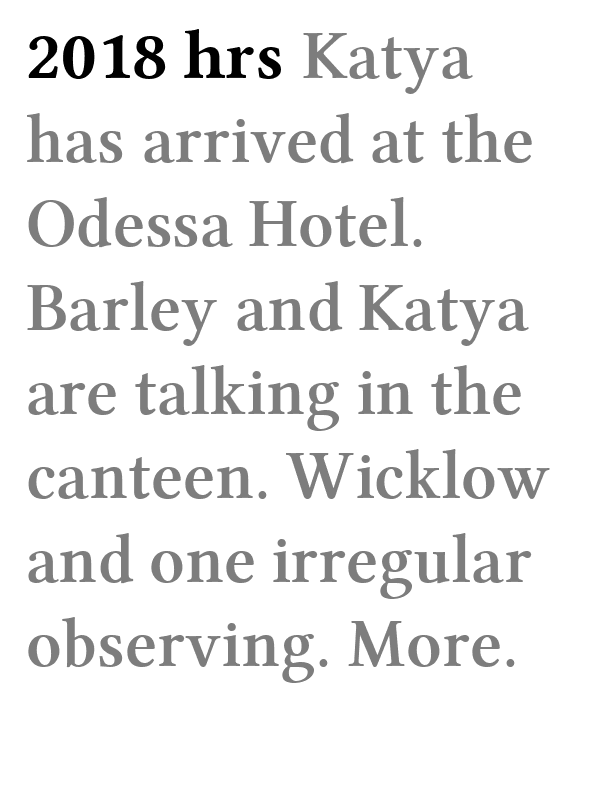 2018 hrs Katya
has arrived at the
Odessa Hotel.
Barley and Katya
are talking in the
canteen. Wicklow
and one irregular
observing. More.